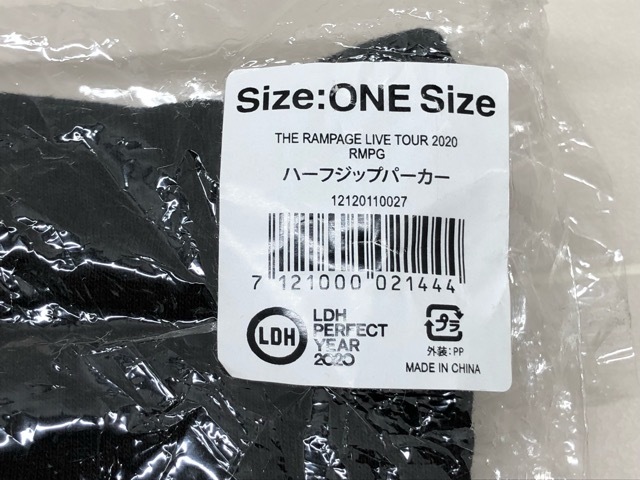 Size:ONE Size
THE RAMPAGE LIVE TOUR 2020
RMPG
ハーフジップパーカー
12120110027
7 121000 021444
LDH
LDH
PERFECT
YEAR
2020
プラ
外装:PP
MADE IN CHINA